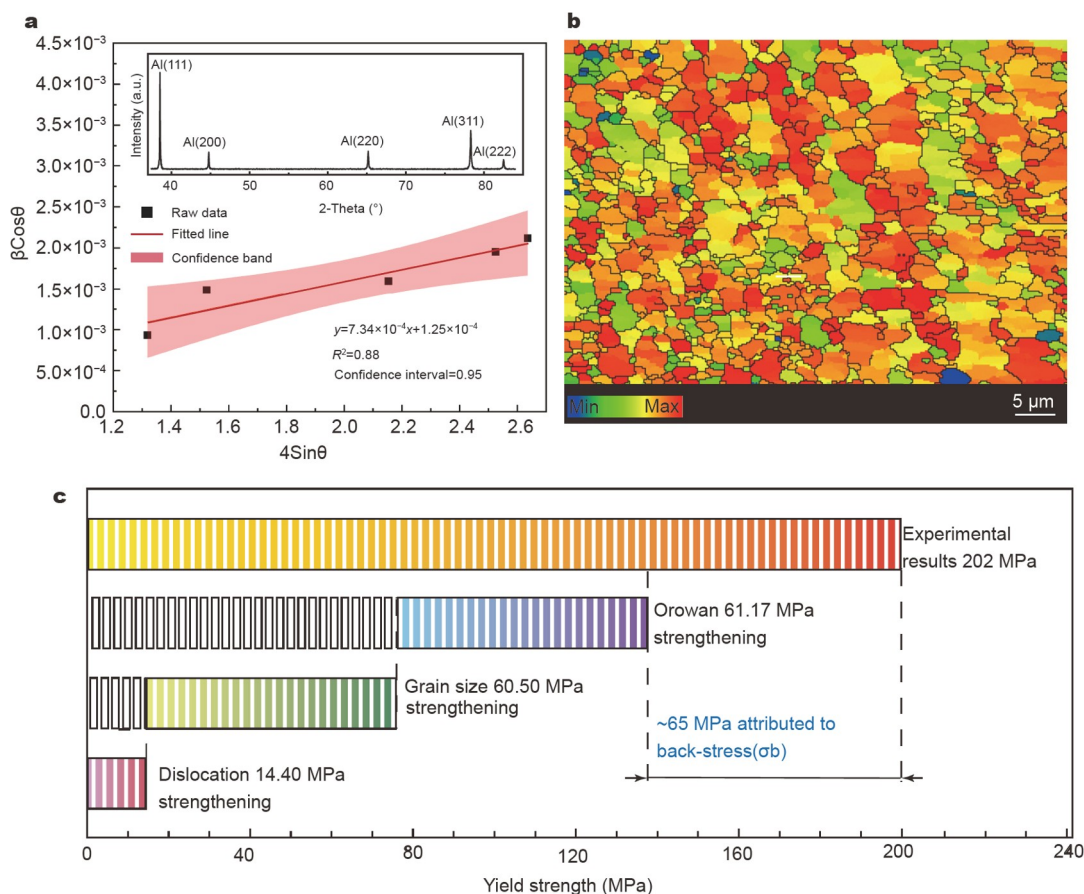 a
4.5×10⁻³
4.0×10⁻³
3.5×10⁻³
3.0×10⁻³
2.5×10⁻³
2.0×10⁻³
1.5×10⁻³
1.0×10⁻³
5.0×10⁻⁴
0.0
βCosθ
1.2 1.4 1.6 1.8 2.0 2.2 2.4 2.6
4Sinθ
Intensity (a.u.)
Al(111)
Al(200)
Al(220)
Al(311)
Al(222)
40 50 60 70 80
2-Theta (°)
Raw data
Fitted line
Confidence band
y=7.34×10⁻⁴x+1.25×10⁻⁴
R²=0.88
Confidence interval=0.95
b
Min Max
5 μm
c
Experimental
results 202 MPa
Orowan 61.17 MPa
strengthening
Grain size 60.50 MPa
strengthening
~65 MPa attributed to
back-stress(σb)
Dislocation 14.40 MPa
strengthening
0 40 80 120 160 200 240
Yield strength (MPa)